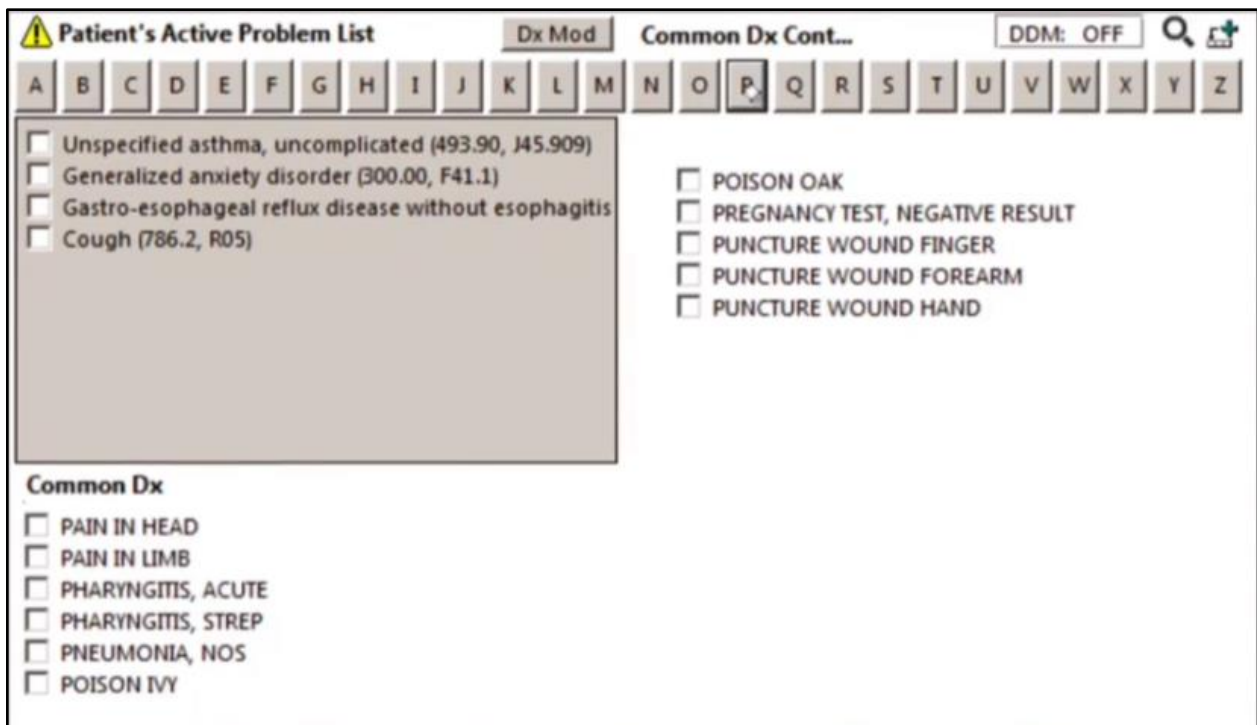 Patient's Active Problem List
Dx Mod
Common Dx Cont...
DDM: OFF
A B C D E F G H I J K L M N O P Q R S T U V W X Y Z
Unspecified asthma, uncomplicated (493.90, J45.909)
Generalized anxiety disorder (300.00, F41.1)
Gastro-esophageal reflux disease without esophagitis
Cough (786.2, R05)
Common Dx
PAIN IN HEAD
PAIN IN LIMB
PHARYNGITIS, ACUTE
PHARYNGITIS, STREP
PNEUMONIA, NOS
POISON IVY
POISON OAK
PREGNANCY TEST, NEGATIVE RESULT
PUNCTURE WOUND FINGER
PUNCTURE WOUND FOREARM
PUNCTURE WOUND HAND